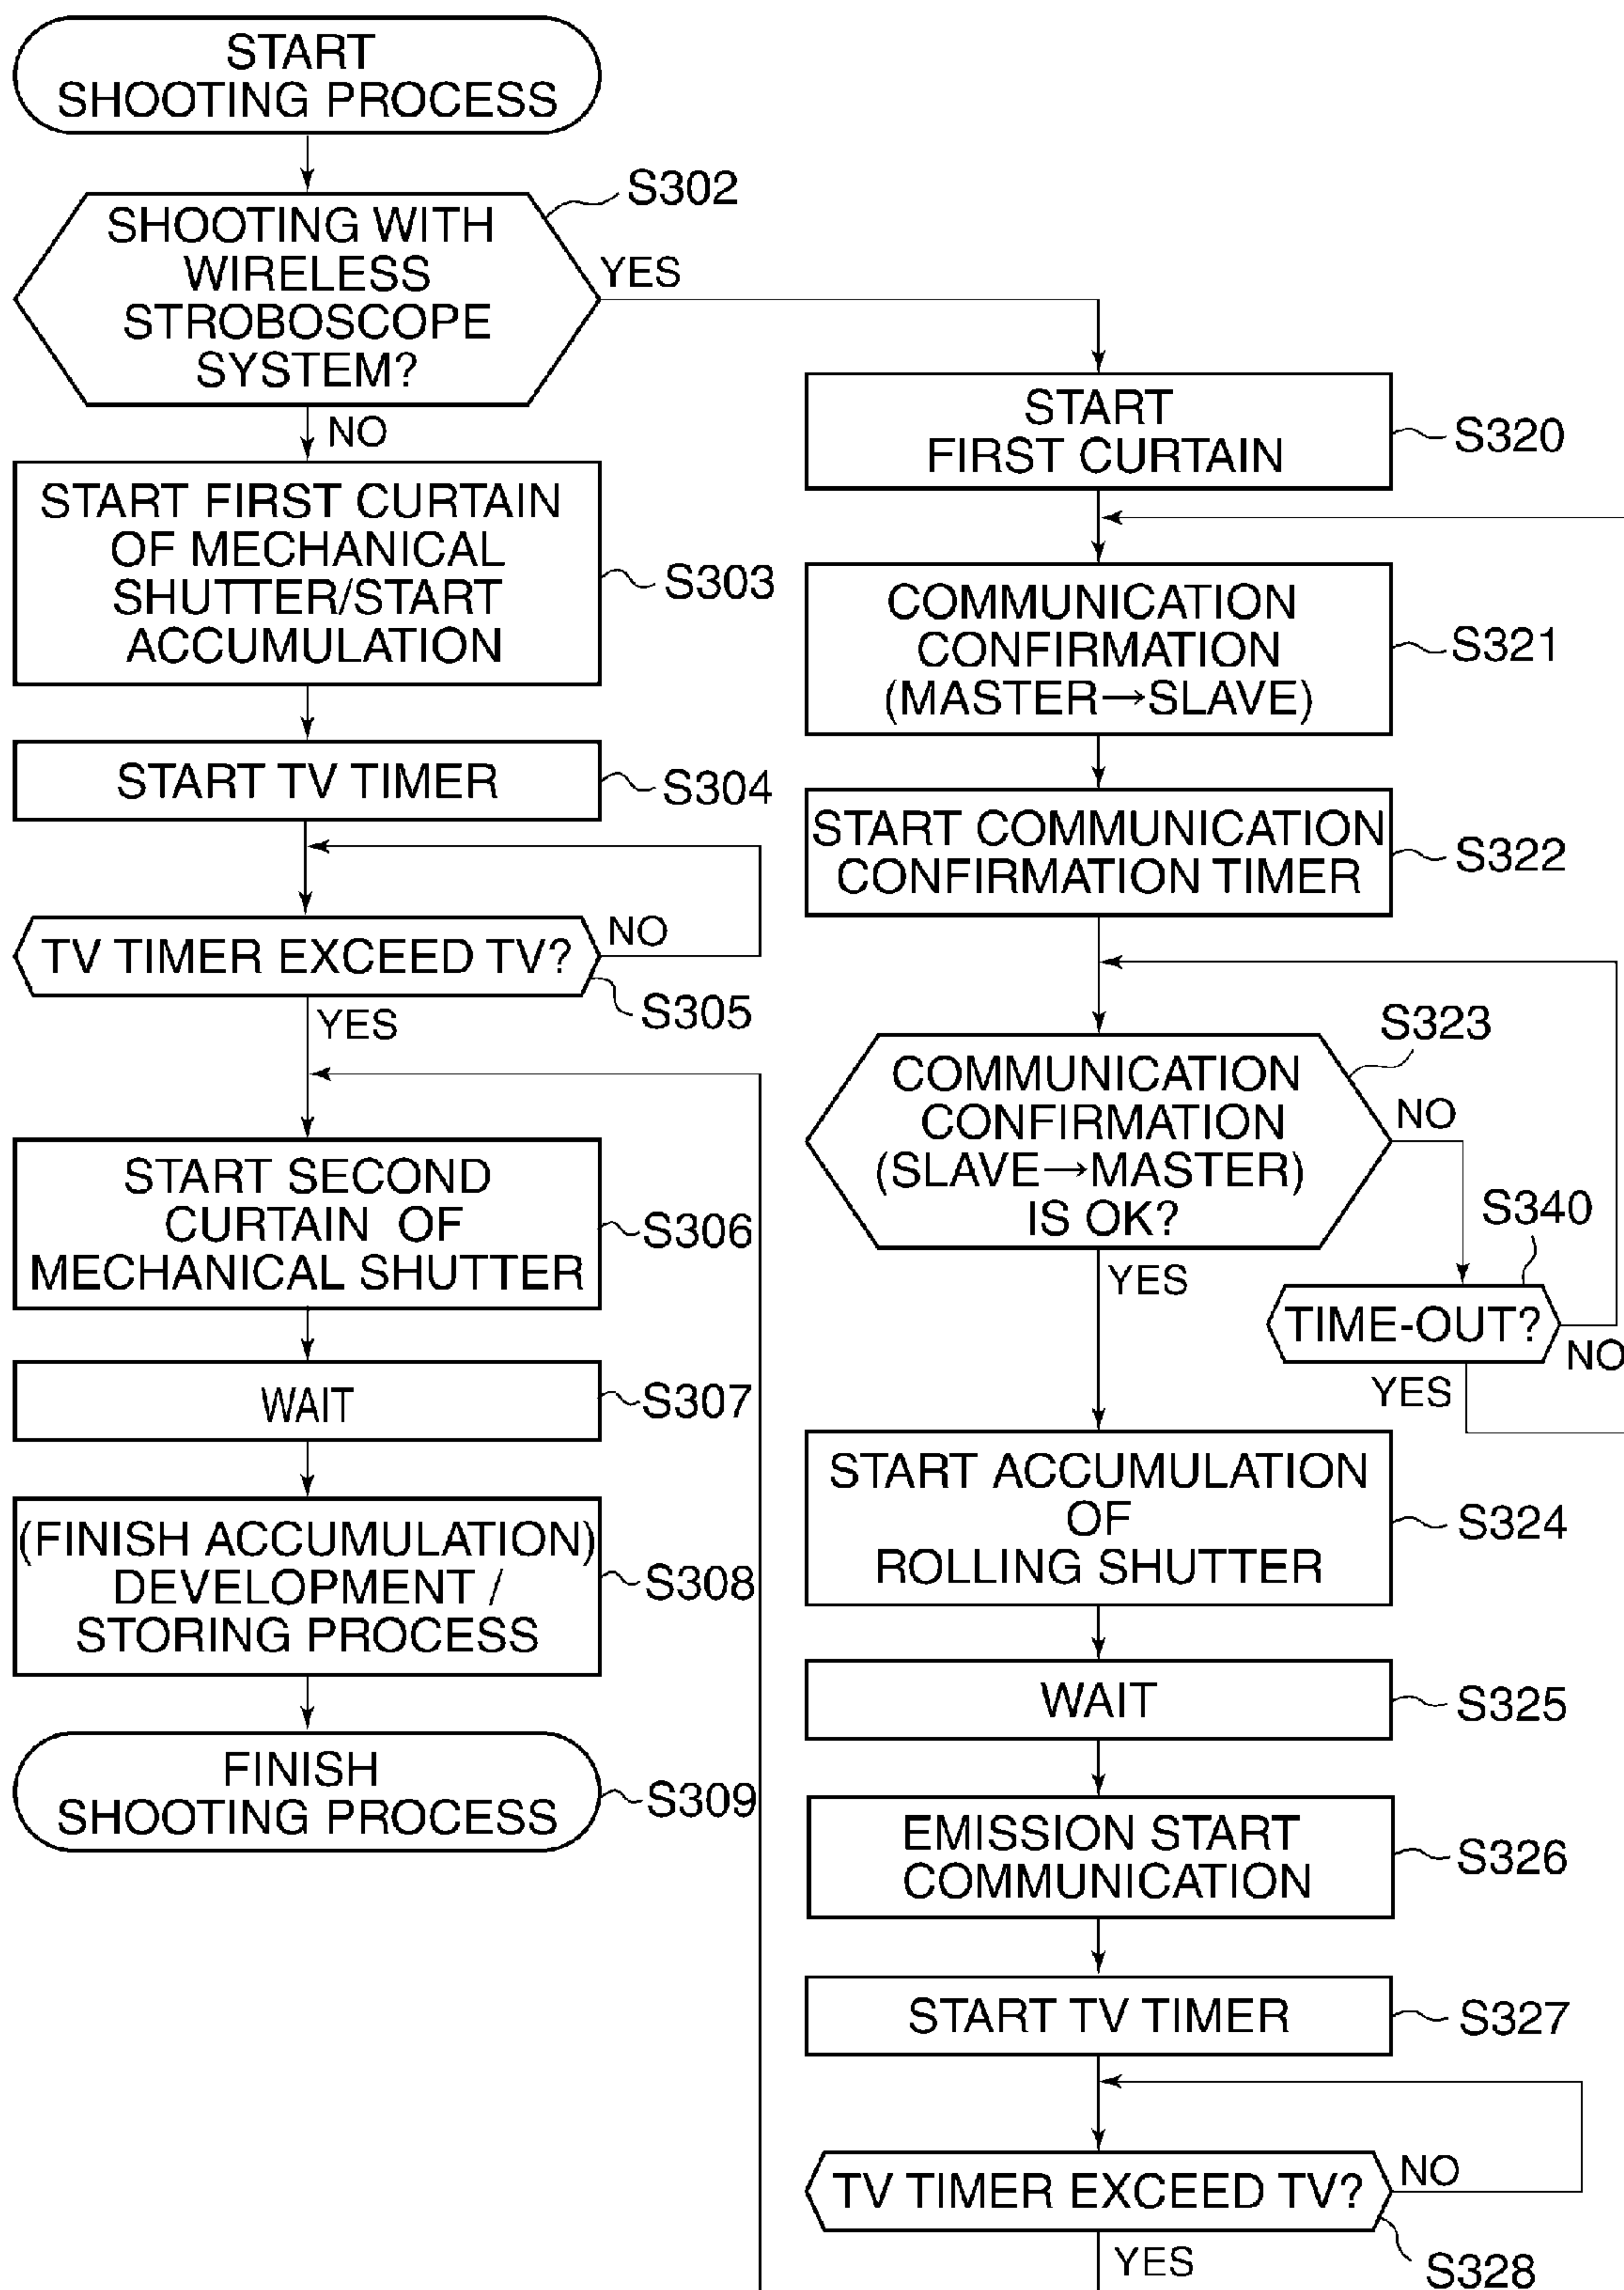 START
SHOOTING PROCESS
SHOOTING WITH
WIRELESS
STROBOSCOPE
SYSTEM?
S302
YES
NO
START FIRST CURTAIN
OF MECHANICAL
SHUTTER/START
ACCUMULATION
S303
START TV TIMER
S304
TV TIMER EXCEED TV?
NO
S305
YES
START SECOND
CURTAIN OF
MECHANICAL SHUTTER
S306
WAIT
S307
(FINISH ACCUMULATION)
DEVELOPMENT /
STORING PROCESS
S308
FINISH
SHOOTING PROCESS
S309
START
FIRST CURTAIN
S320
COMMUNICATION
CONFIRMATION
(MASTER→SLAVE)
S321
START COMMUNICATION
CONFIRMATION TIMER
S322
COMMUNICATION
CONFIRMATION
(SLAVE→MASTER)
IS OK?
S323
NO
YES
S340
TIME-OUT?
NO
YES
START ACCUMULATION
OF
ROLLING SHUTTER
S324
WAIT
S325
EMISSION START
COMMUNICATION
S326
START TV TIMER
S327
TV TIMER EXCEED TV?
NO
YES
S328